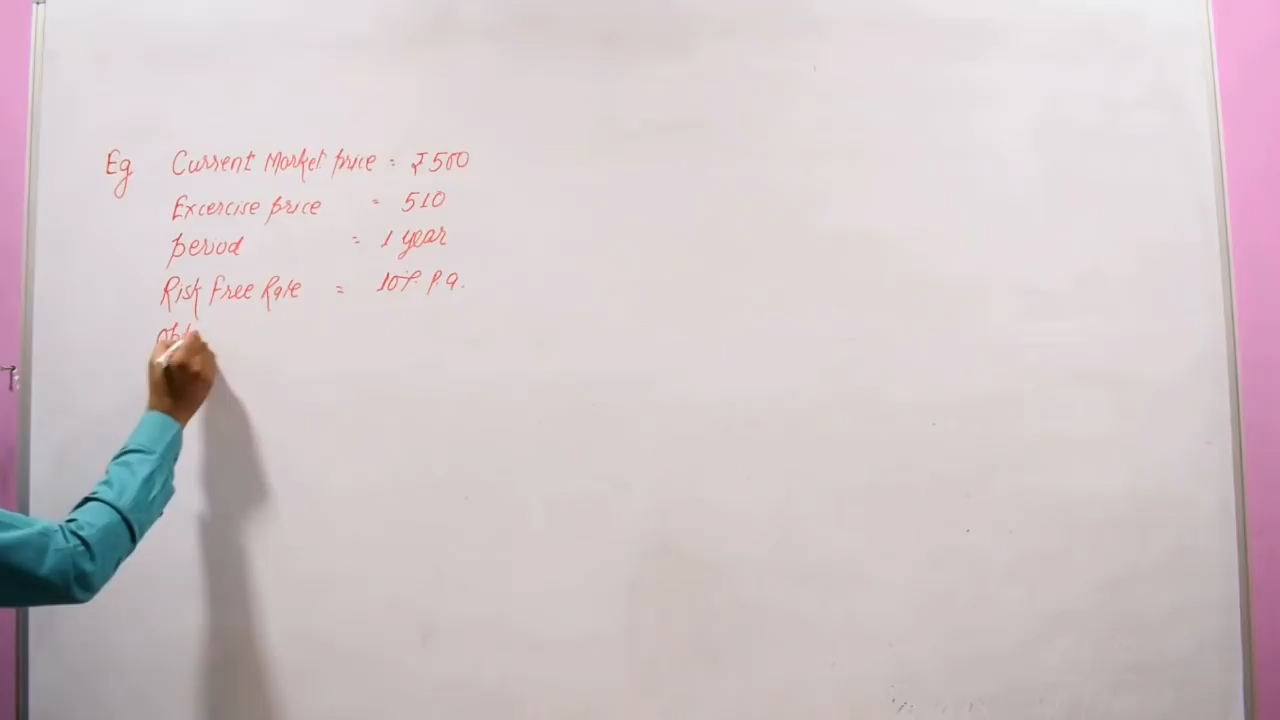 Eg Current Market price = ₹500
Excercise price = 510
period = 1 year
Risk Free Rate = 10% P.a.